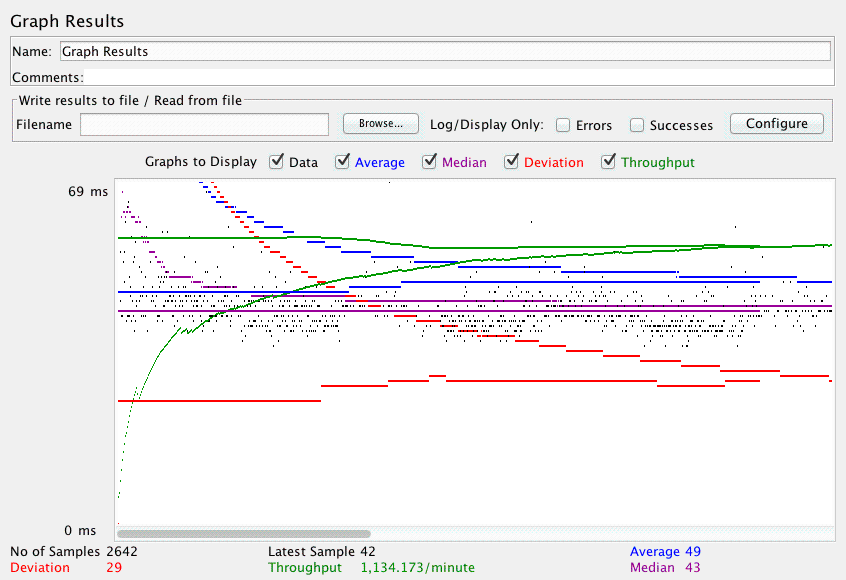 Graph Results
Name: Graph Results
Comments:
Write results to file / Read from file
Filename Browse... Log/Display Only: Errors Successes Configure
Graphs to Display Data Average Median Deviation Throughput
69 ms
0 ms
No of Samples 2642 Latest Sample 42 Average 49
Deviation 29 Throughput 1,134.173/minute Median 43